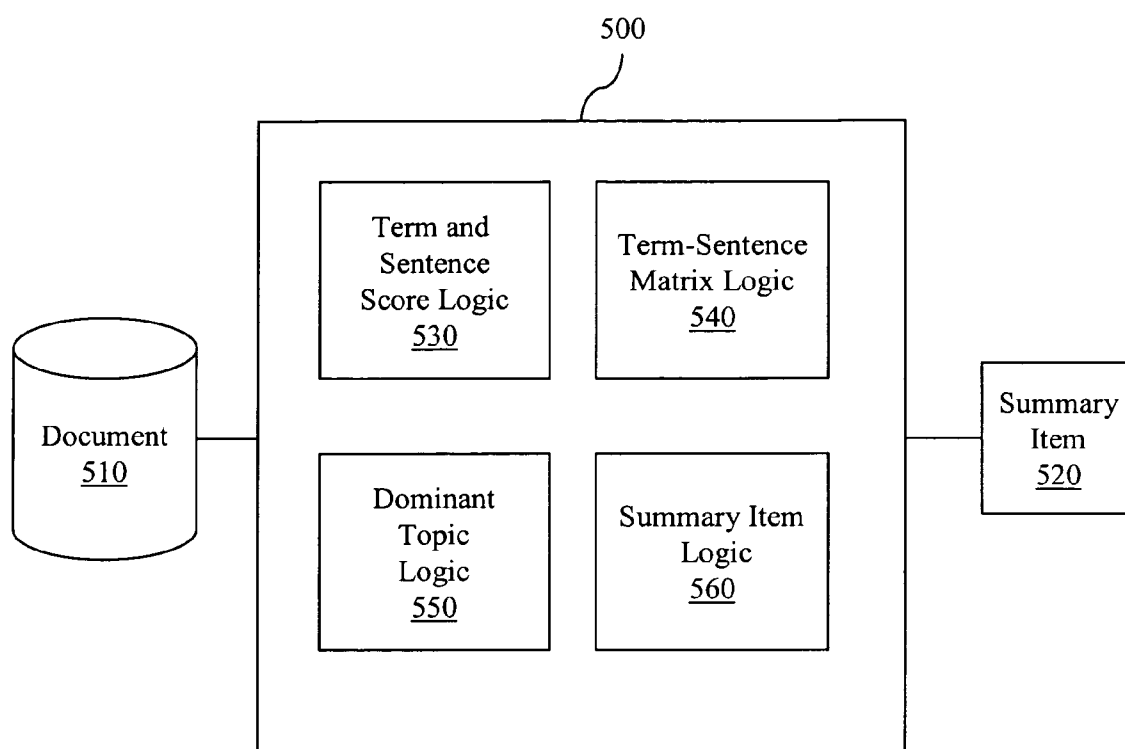 500
Term and
Sentence
Score Logic
530
Term-Sentence
Matrix Logic
540
Document
510
Summary
Item
520
Dominant
Topic
Logic
550
Summary Item
Logic
560